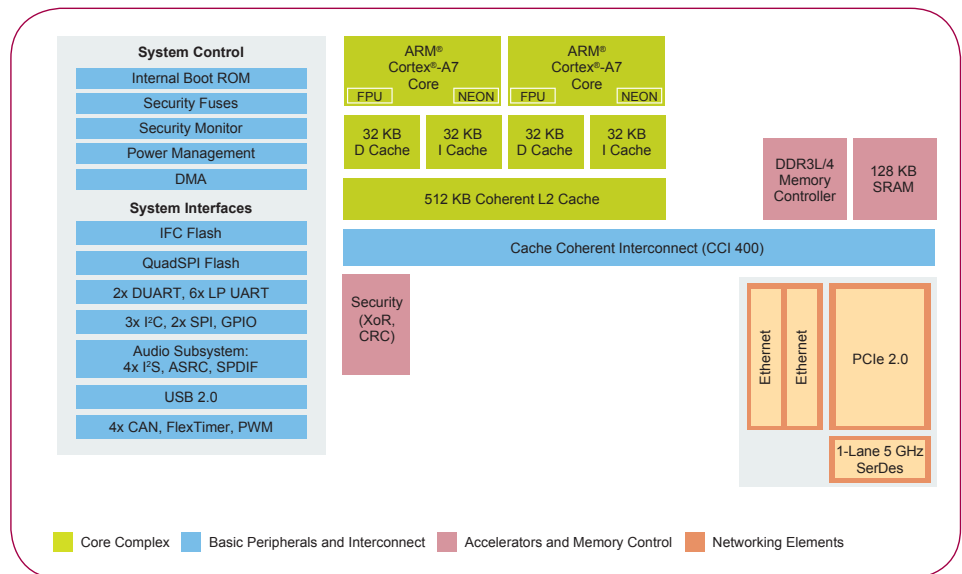 System Control
Internal Boot ROM
Security Fuses
Security Monitor
Power Management
DMA
System Interfaces
IFC Flash
QuadSPI Flash
2x DUART, 6x LP UART
3x I²C, 2x SPI, GPIO
Audio Subsystem:
4x I²S, ASRC, SPDIF
USB 2.0
4x CAN, FlexTimer, PWM
ARM®
Cortex®-A7
Core
FPU
NEON
ARM®
Cortex®-A7
Core
FPU
NEON
32 KB
D Cache
32 KB
I Cache
32 KB
D Cache
32 KB
I Cache
512 KB Coherent L2 Cache
DDR3L/4
Memory
Controller
128 KB
SRAM
Cache Coherent Interconnect (CCI 400)
Security
(XoR,
CRC)
Ethernet
Ethernet
PCIe 2.0
1-Lane 5 GHz
SerDes
Core Complex
Basic Peripherals and Interconnect
Accelerators and Memory Control
Networking Elements